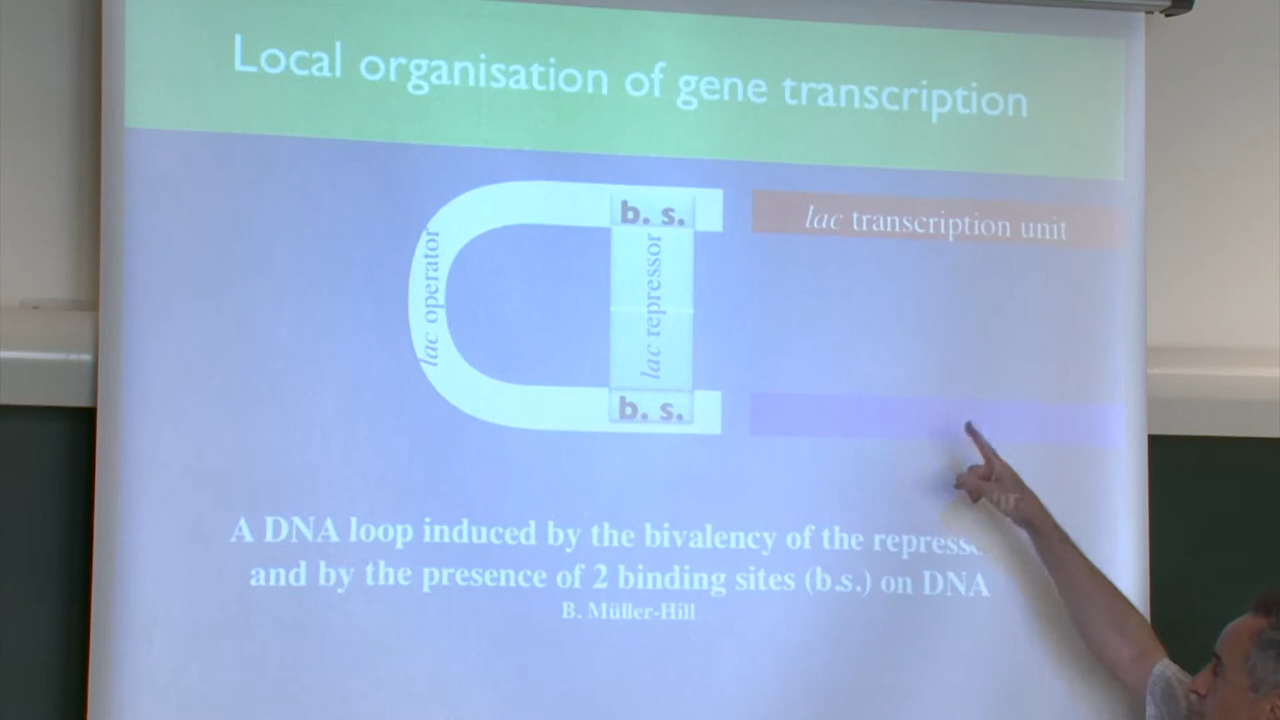 Local organisation of gene transcription
b. s.
lac transcription unit
lac operator
lac repressor
b. s.
A DNA loop induced by the bivalency of the
and by the presence of 2 binding sites (b.s.) on DNA
B. Müller-Hill